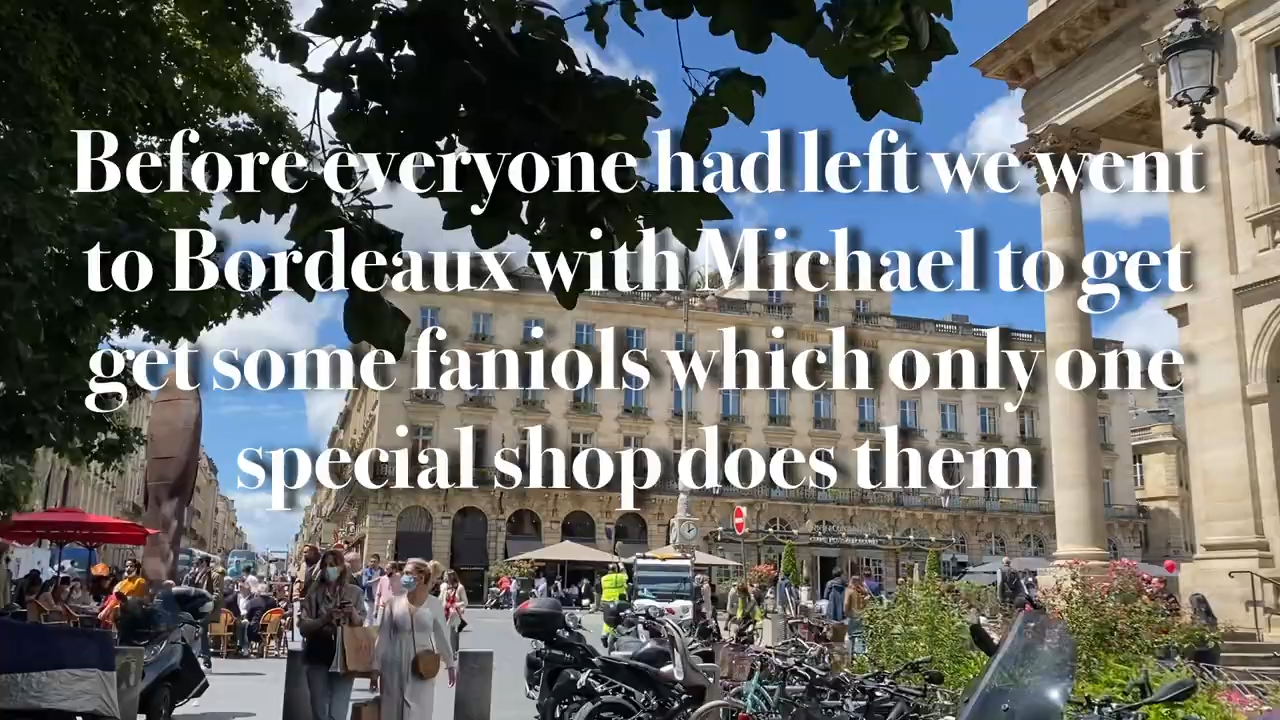 Before everyone had left we went
to Bordeaux with Michael to get
get some faniols which only one
special shop does them